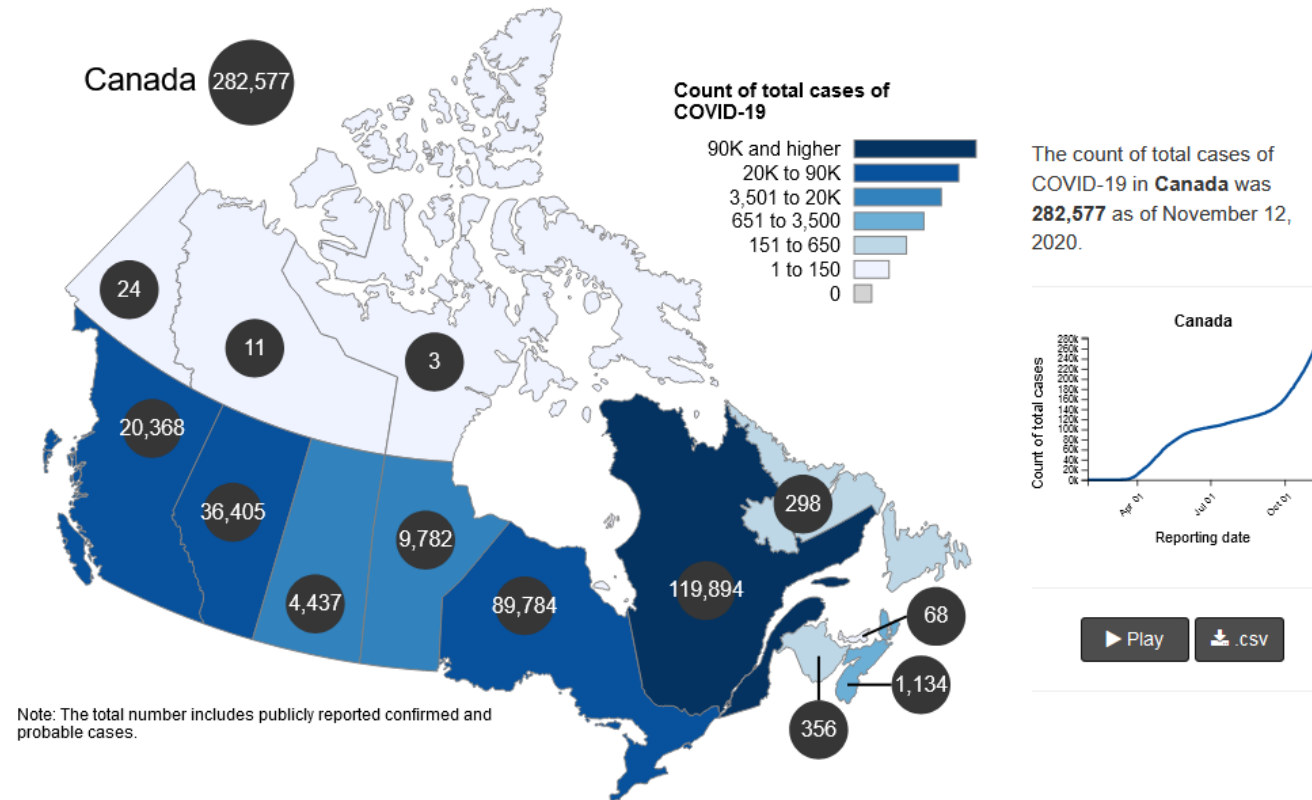 Canada 282,577
Count of total cases of
COVID-19
90K and higher
20K to 90K
3,501 to 20K
651 to 3,500
151 to 650
1 to 150
0
24
11
3
20,368
36,405
4,437
9,782
89,784
119,894
298
68
1,134
356
Note: The total number includes publicly reported confirmed and
probable cases.
The count of total cases of
COVID-19 in Canada was
282,577 as of November 12,
2020.
Canada
Count of total cases
280k
260k
240k
220k
200k
180k
160k
140k
120k
100k
80k
60k
40k
20k
0k
Apr 01
Jul 01
Oct 01
Reporting date
Play
.csv